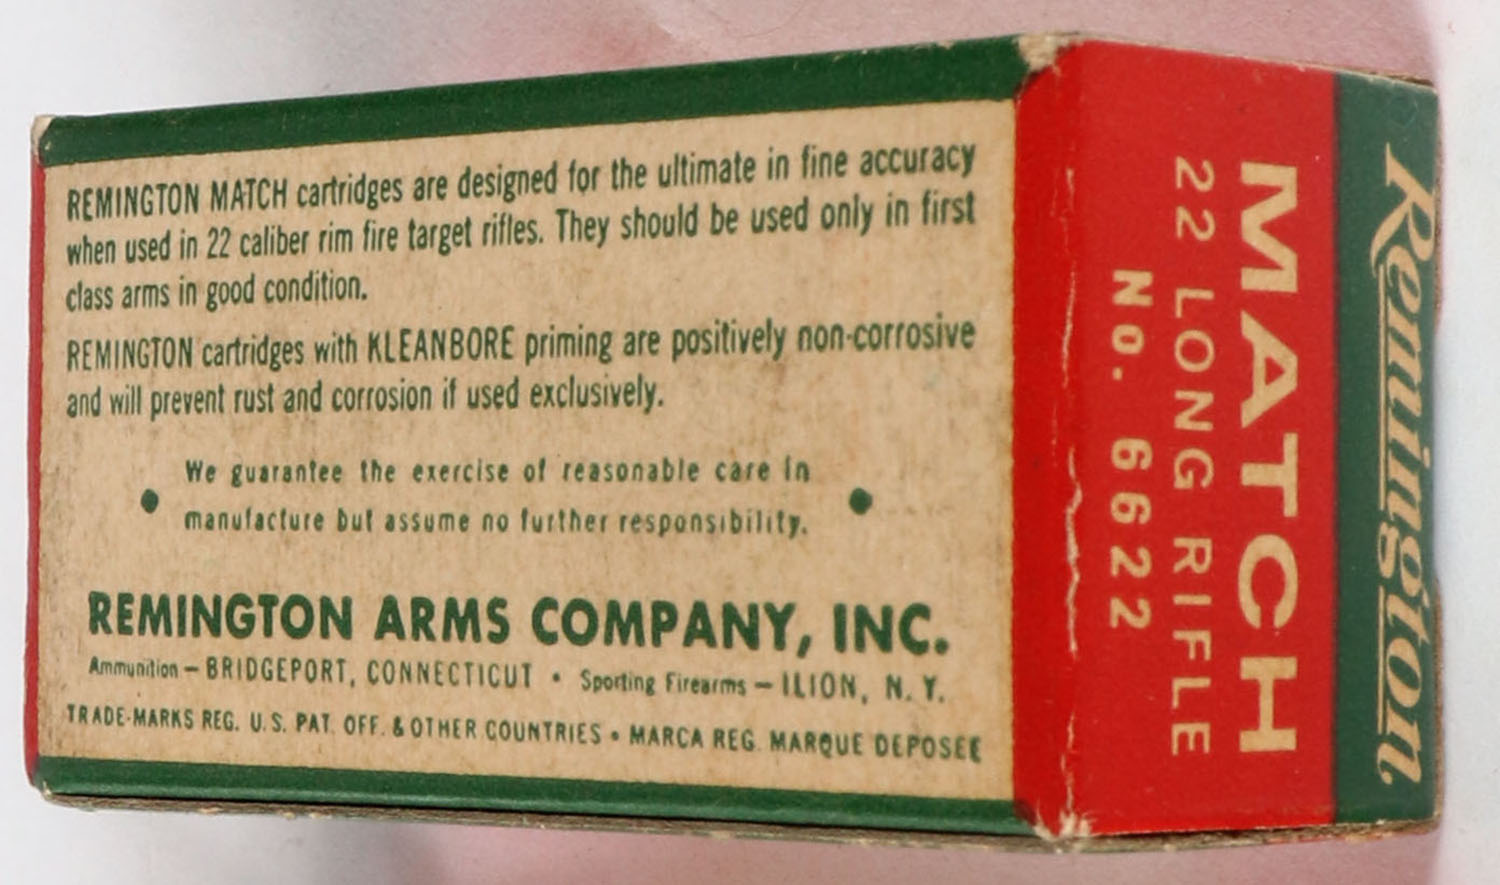 REMINGTON MATCH cartridges are designed for the ultimate in fine accuracy
when used in 22 caliber rim fire target rifles. They should be used only in first
class arms in good condition.
REMINGTON cartridges with KLEANBORE priming are positively non-corrosive
and will prevent rust and corrosion if used exclusively.
We guarantee the exercise of reasonable care in
manufacture but assume no further responsibility.
REMINGTON ARMS COMPANY, INC.
Ammunition – BRIDGEPORT, CONNECTICUT • Sporting Firearms – ILION, N. Y.
TRADE-MARKS REG. U.S. PAT. OFF. & OTHER COUNTRIES • MARCA REG. MARQUE DEPOSEE
Remington
MATCH
22 LONG RIFLE
No. 6622